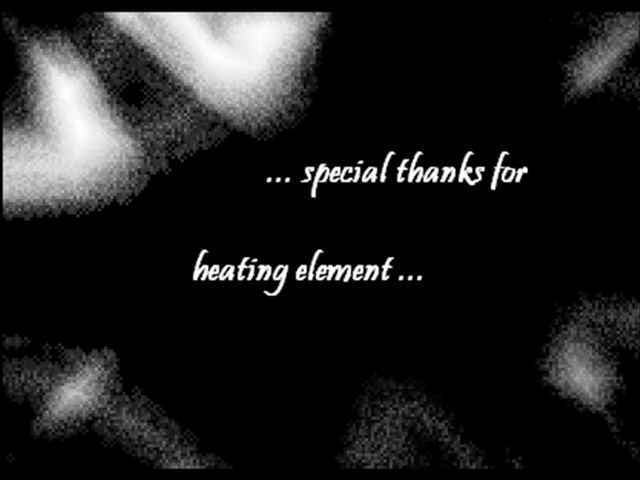 ... special thanks for
heating element ...